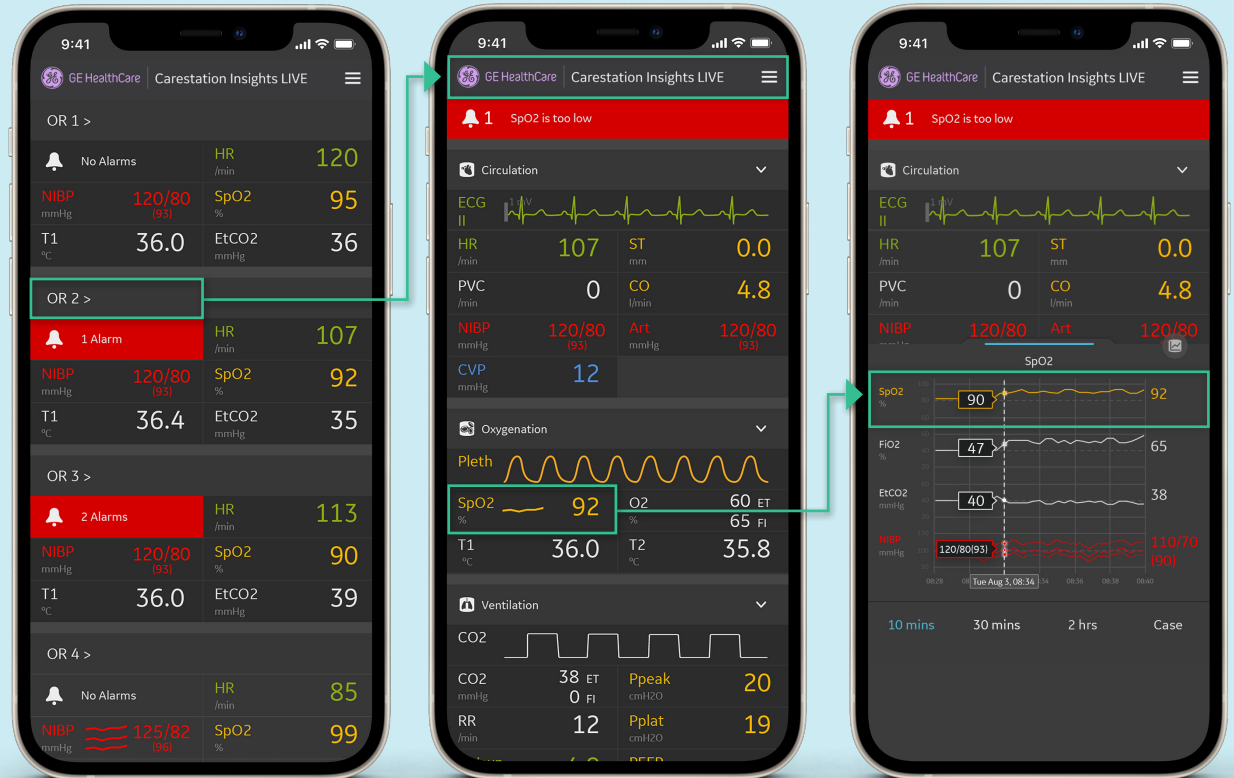 9:41
GE HealthCare Carestation Insights LIVE
OR 1 >
No Alarms HR /min 120
NIBP mmHg 120/80 (93) SpO2 % 95
T1 °C 36.0 EtCO2 mmHg 36
OR 2 >
1 Alarm HR /min 107
NIBP mmHg 120/80 (93) SpO2 % 92
T1 °C 36.4 EtCO2 mmHg 35
OR 3 >
2 Alarms HR /min 113
NIBP mmHg 120/80 (93) SpO2 % 90
T1 °C 36.0 EtCO2 mmHg 39
OR 4 >
No Alarms HR /min 85
NIBP mmHg 125/82 (96) SpO2 % 99
9:41
GE HealthCare Carestation Insights LIVE
1 SpO2 is too low
Circulation
ECG II 1 mV
HR /min 107 ST mm 0.0
PVC /min 0 CO l/min 4.8
NIBP mmHg 120/80 (93) Art mmHg 120/80 (93)
CVP 12
Oxygenation
Pleth
SpO2 % 92 O2 % 60 ET 65 FI
T1 °C 36.0 T2 °C 35.8
Ventilation
CO2
CO2 mmHg 38 ET 0 FI Ppeak cmH2O 20
RR /min 12 Pplat cmH2O 19
PEEP
9:41
GE HealthCare Carestation Insights LIVE
1 SpO2 is too low
Circulation
ECG II 1 mV
HR /min 107 ST mm 0.0
PVC /min 0 CO l/min 4.8
NIBP 120/80 Art 120/80
SpO2
SpO2 % 90 92
FiO2 % 47 65
EtCO2 mmHg 40 38
NIBP mmHg 120/80(93) 110/70 (90)
08:28 Tue Aug 3, 08:34 08:36 08:38 08:40
10 mins 30 mins 2 hrs Case